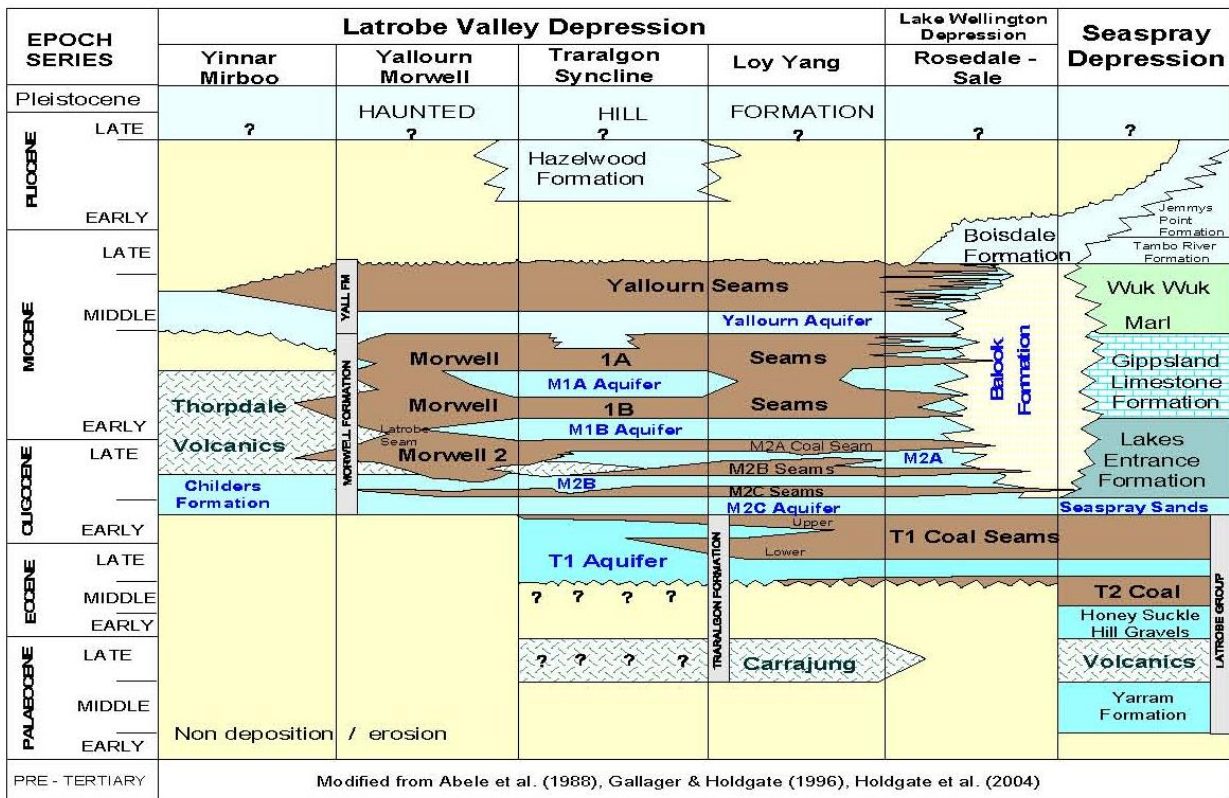 EPOCH
SERIES
Latrobe Valley Depression
Lake Wellington
Depression
Seaspray
Depression
Yinnar
Mirboo
Yallourn
Morwell
Traralgon
Syncline
Loy Yang
Rosedale -
Sale
Pleistocene
HAUNTED HILL FORMATION
PLIOCENE
LATE
? ? ? ? ? ?
Hazelwood
Formation
EARLY
Jemmys
Point
Formation
MIOCENE
LATE
Boisdale
Formation
Tambo River
Formation
YALL FM
Yallourn Seams
Wuk Wuk
Marl
MIDDLE
Yallourn Aquifer
Balook
Formation
MORWELL FORMATION
Morwell 1A Seams
Gippsland
Limestone
Formation
M1A Aquifer
Thorpdale
Volcanics
Morwell 1B Seams
EARLY
Latrobe
Seam
M1B Aquifer
OLIGOCENE
LATE
Morwell 2
M2A Coal Seam
M2A
Lakes
Entrance
Formation
M2B Seams
Childers
Formation
M2B
M2C Seams
M2C Aquifer
Seaspray Sands
EARLY
Upper
T1 Coal Seams
EOCENE
LATE
T1 Aquifer
Lower
TRARALGON FORMATION
LATROBE GROUP
MIDDLE
? ? ? ?
T2 Coal
EARLY
Honey Suckle
Hill Gravels
PALABOCENE
LATE
? ? ? ?
Carrajung
Volcanics
MIDDLE
Yarram
Formation
EARLY
Non deposition / erosion
PRE - TERTIARY
Modified from Abele et al. (1988), Gallager & Holdgate (1996), Holdgate et al. (2004)